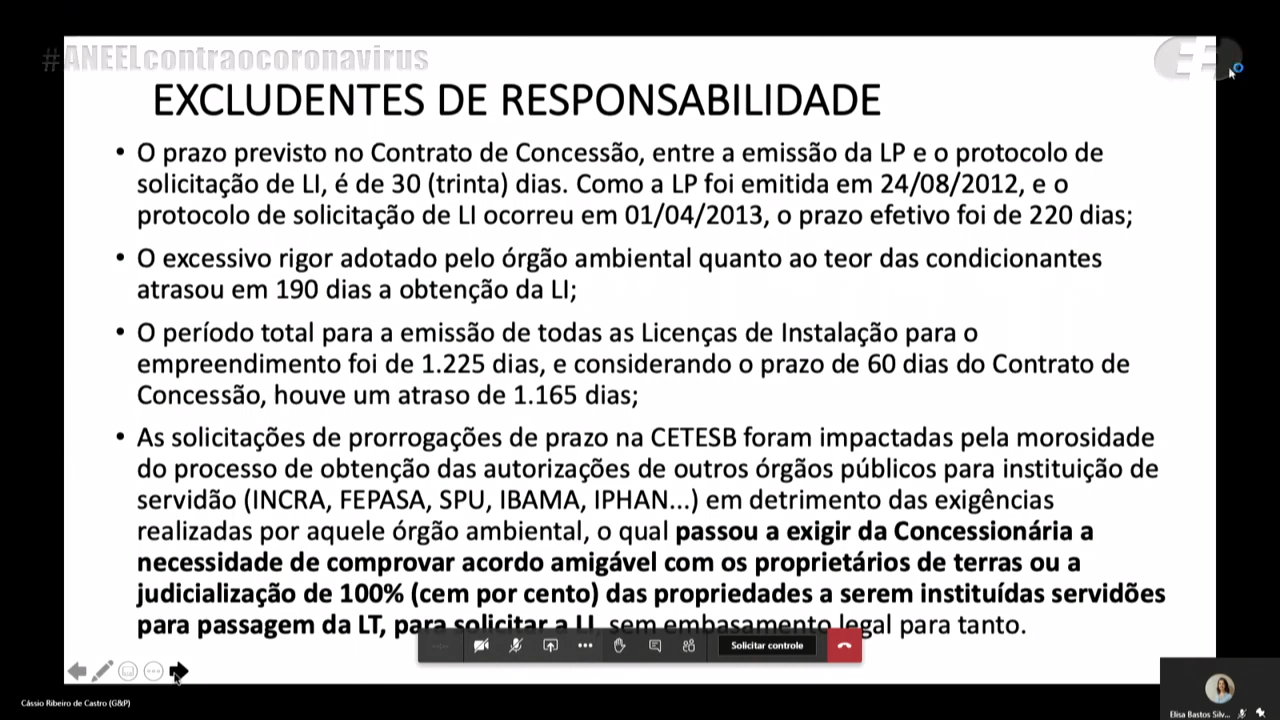 #ANEELcontraocoronavirus
EXCLUDENTES DE RESPONSABILIDADE
• O prazo previsto no Contrato de Concessão, entre a emissão da LP e o protocolo de
solicitação de LI, é de 30 (trinta) dias. Como a LP foi emitida em 24/08/2012, e o
protocolo de solicitação de LI ocorreu em 01/04/2013, o prazo efetivo foi de 220 dias;
• O excessivo rigor adotado pelo órgão ambiental quanto ao teor das condicionantes
atrasou em 190 dias a obtenção da LI;
• O período total para a emissão de todas as Licenças de Instalação para o
empreendimento foi de 1.225 dias, e considerando o prazo de 60 dias do Contrato de
Concessão, houve um atraso de 1.165 dias;
• As solicitações de prorrogações de prazo na CETESB foram impactadas pela morosidade
do processo de obtenção das autorizações de outros órgãos públicos para instituição de
servidão (INCRA, FEPASA, SPU, IBAMA, IPHAN...) em detrimento das exigências
realizadas por aquele órgão ambiental, o qual passou a exigir da Concessionária a
necessidade de comprovar acordo amigável com os proprietários de terras ou a
judicialização de 100% (cem por cento) das propriedades a serem instituídas servidões
para passagem da LT, para solicitar a LI, sem embasamento legal para tanto.
Solicitar controle
Cássio Ribeiro de Castro (G&P)
Elisa Bastos Silv...